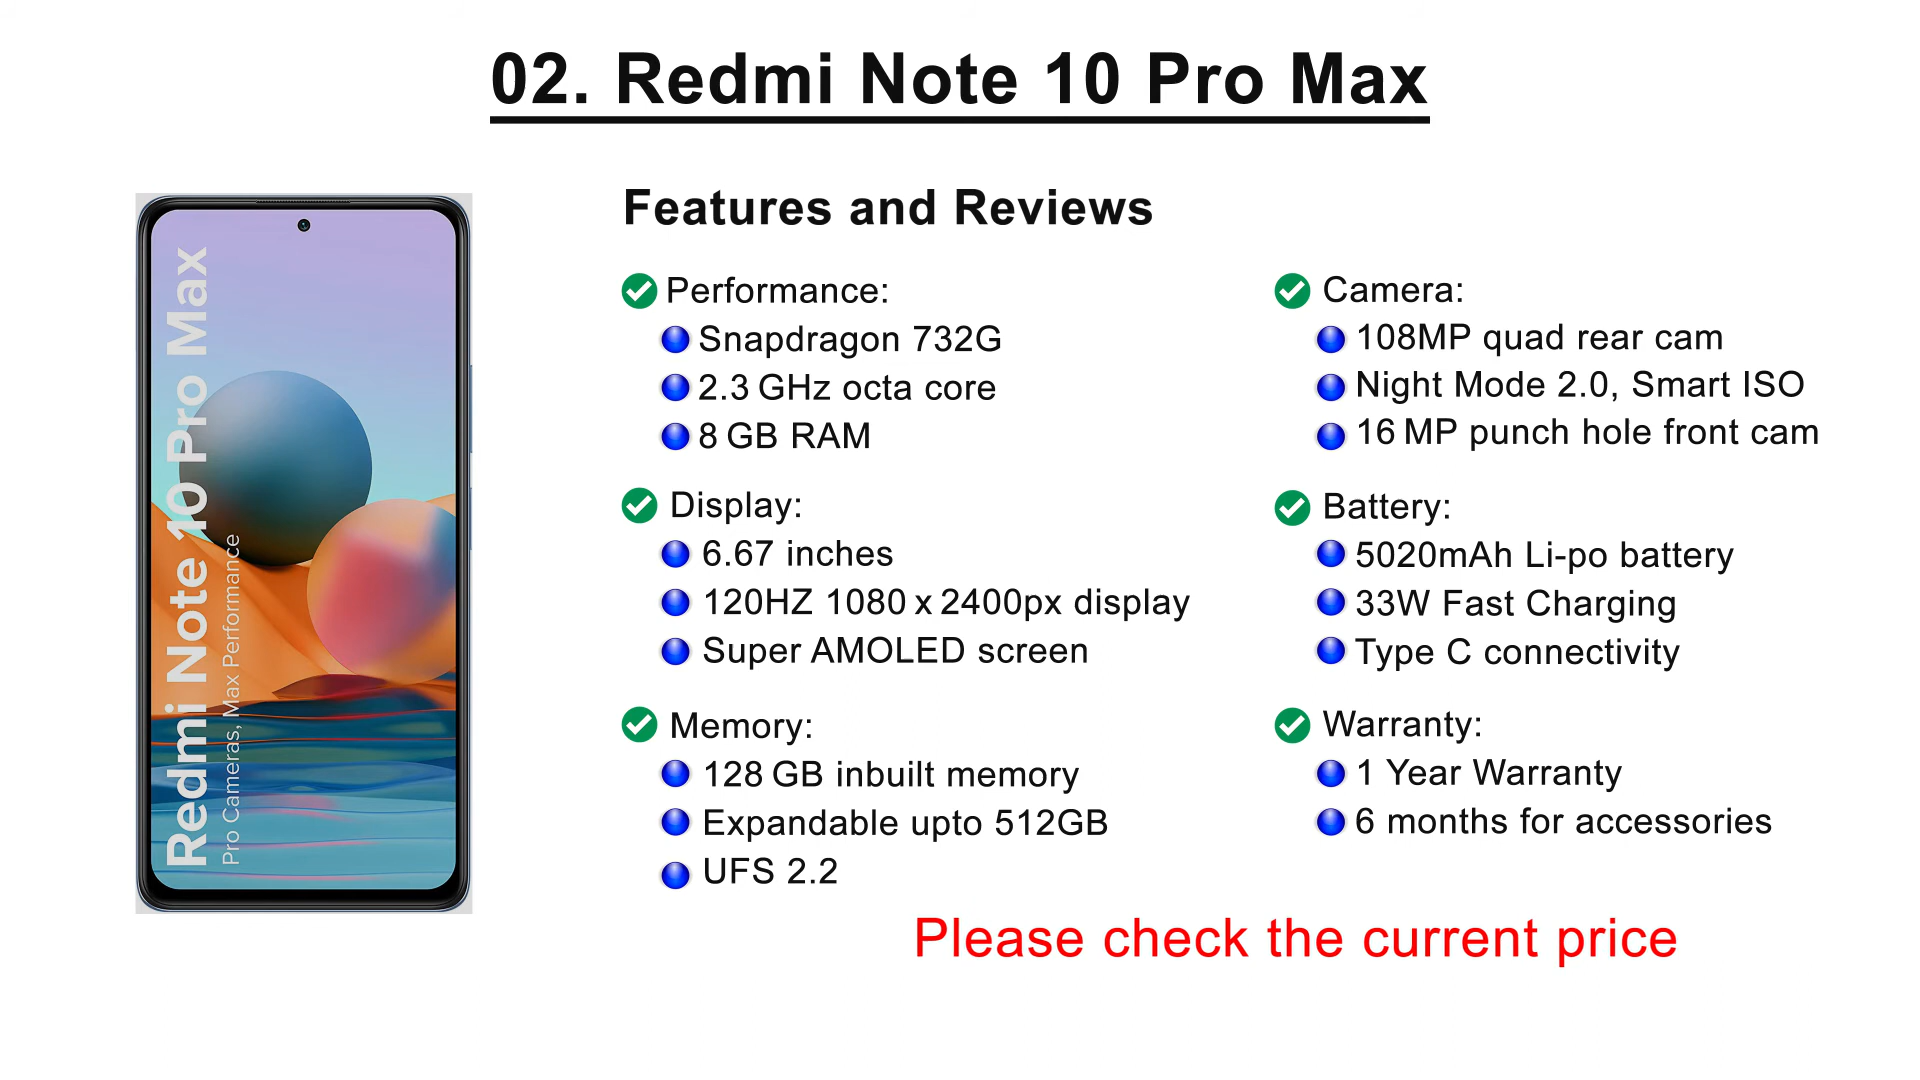 02. Redmi Note 10 Pro Max
Redmi Note 10 Pro Max
Pro Cameras, Max Performance
Features and Reviews
Performance:
Snapdragon 732G
2.3 GHz octa core
8 GB RAM
Display:
6.67 inches
120HZ 1080 x 2400px display
Super AMOLED screen
Memory:
128 GB inbuilt memory
Expandable upto 512GB
UFS 2.2
Camera:
108MP quad rear cam
Night Mode 2.0, Smart ISO
16 MP punch hole front cam
Battery:
5020mAh Li-po battery
33W Fast Charging
Type C connectivity
Warranty:
1 Year Warranty
6 months for accessories
Please check the current price